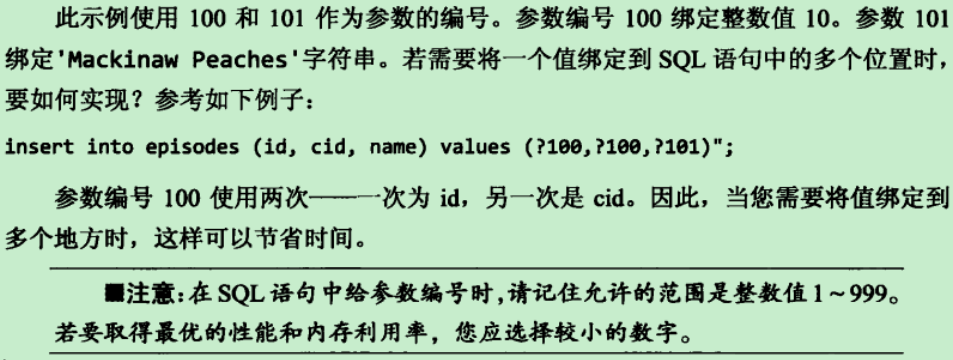 此示例使用 100 和 101 作为参数的编号。参数编号 100 绑定整数值 10。参数 101
绑定'Mackinaw Peaches'字符串。若需要将一个值绑定到 SQL 语句中的多个位置时，
要如何实现？参考如下例子：
insert into episodes (id, cid, name) values (?100,?100,?101)";
参数编号 100 使用两次——一次为 id，另一次是 cid。因此，当您需要将值绑定到
多个地方时，这样可以节省时间。
■注意：在 SQL 语句中给参数编号时，请记住允许的范围是整数值 1～999。
若要取得最优的性能和内存利用率，您应选择较小的数字。